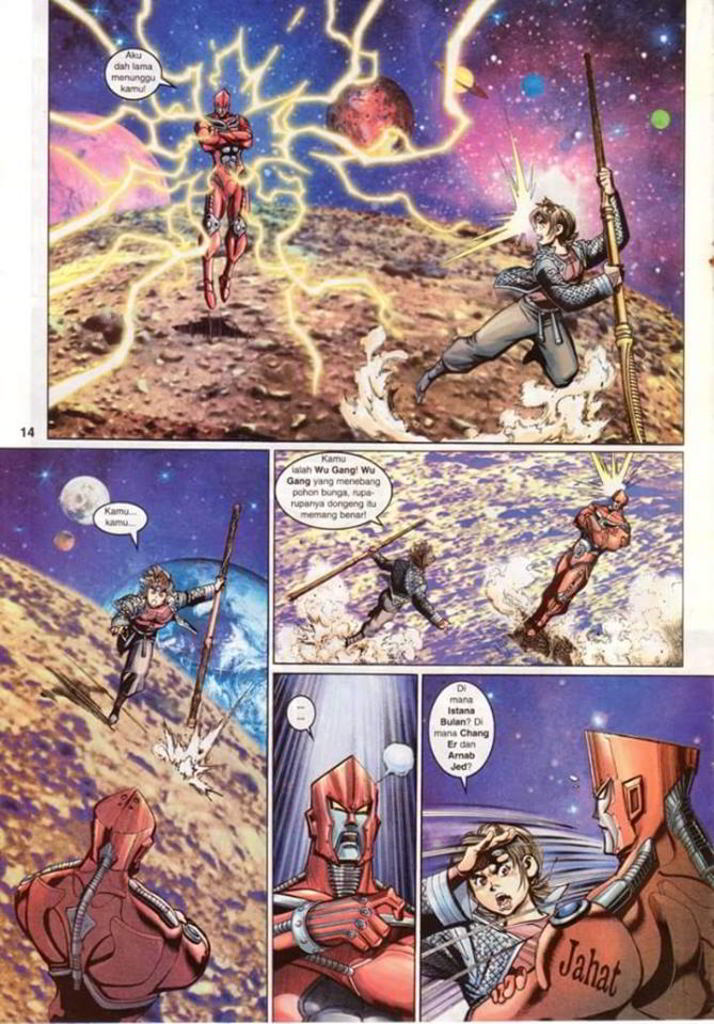 Aku
dah lama
menunggu
kamu!
14
Kamu...
kamu...
Kamu
ialah Wu Gang! Wu
Gang yang menebang
pohon bunga, rupa-
rupanya dongeng itu
memang benar!
...
...
Di
mana
Istana
Bulan? Di
mana Chang
Er dan
Arnab
Jed?
Jahat